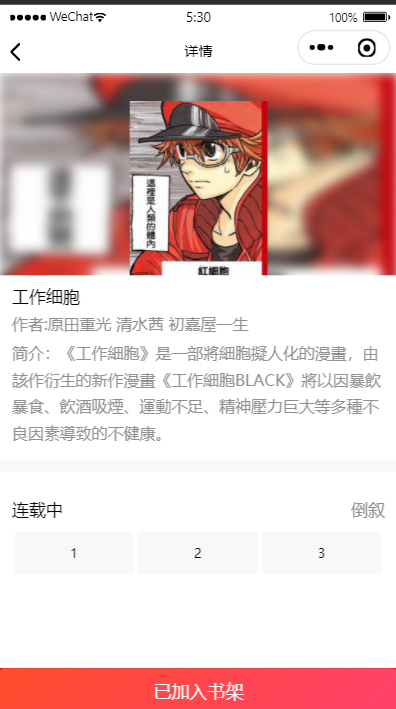 WeChat 5:30 100%
详情
這裡是人類的體內
紅細胞
工作细胞
作者:原田重光 清水茜 初嘉屋一生
简介：《工作細胞》是一部將細胞擬人化的漫畫，由
該作衍生的新作漫畫《工作細胞BLACK》將以因暴飲
暴食、飲酒吸煙、運動不足、精神壓力巨大等多種不
良因素導致的不健康。
连载中 倒叙
1 2 3
已加入书架